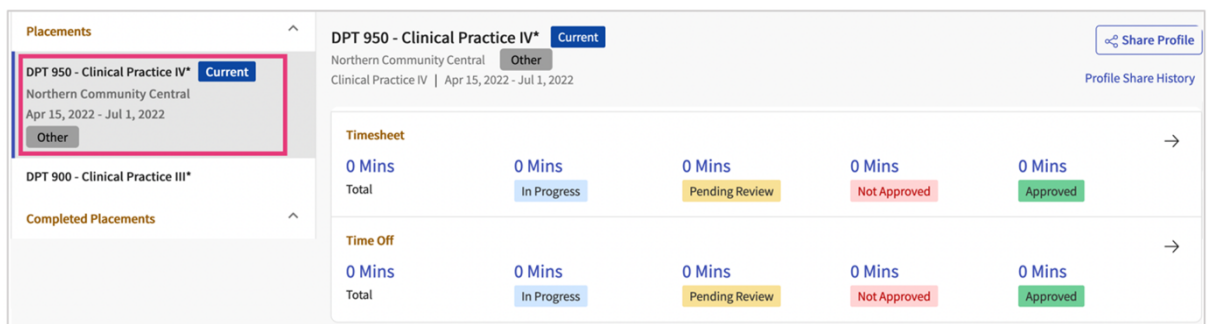 Placements
DPT 950 - Clinical Practice IV* Current
Northern Community Central
Apr 15, 2022 - Jul 1, 2022
Other
DPT 900 - Clinical Practice III*
Completed Placements
DPT 950 - Clinical Practice IV* Current
Northern Community Central Other
Clinical Practice IV | Apr 15, 2022 - Jul 1, 2022
Share Profile
Profile Share History
Timesheet
0 Mins 0 Mins 0 Mins 0 Mins 0 Mins
Total In Progress Pending Review Not Approved Approved
Time Off
0 Mins 0 Mins 0 Mins 0 Mins 0 Mins
Total In Progress Pending Review Not Approved Approved